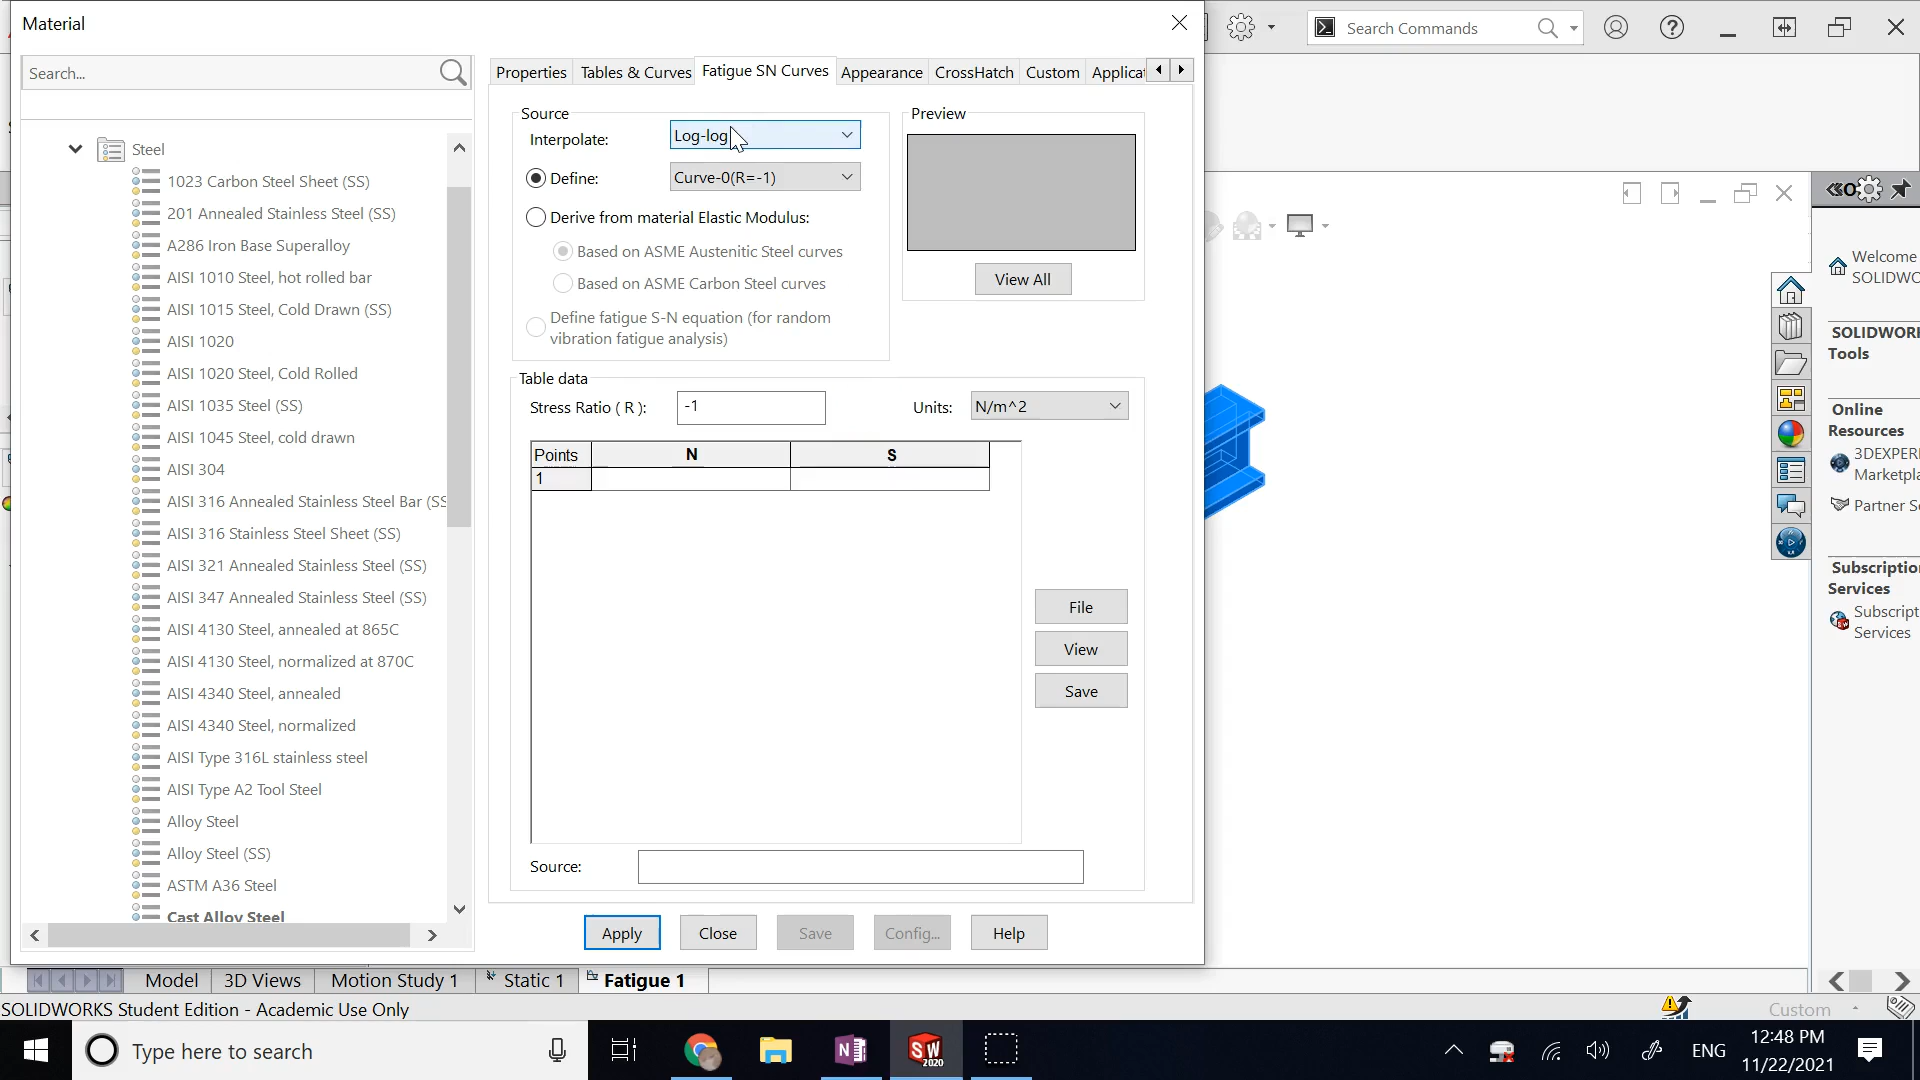 Material
Search...
Search Commands
Properties
Tables & Curves
Fatigue SN Curves
Appearance
CrossHatch
Custom
Applicat
Steel
1023 Carbon Steel Sheet (SS)
201 Annealed Stainless Steel (SS)
A286 Iron Base Superalloy
AISI 1010 Steel, hot rolled bar
AISI 1015 Steel, Cold Drawn (SS)
AISI 1020
AISI 1020 Steel, Cold Rolled
AISI 1035 Steel (SS)
AISI 1045 Steel, cold drawn
AISI 304
AISI 316 Annealed Stainless Steel Bar (SS
AISI 316 Stainless Steel Sheet (SS)
AISI 321 Annealed Stainless Steel (SS)
AISI 347 Annealed Stainless Steel (SS)
AISI 4130 Steel, annealed at 865C
AISI 4130 Steel, normalized at 870C
AISI 4340 Steel, annealed
AISI 4340 Steel, normalized
AISI Type 316L stainless steel
AISI Type A2 Tool Steel
Alloy Steel
Alloy Steel (SS)
ASTM A36 Steel
Cast Alloy Steel
Source
Interpolate: Log-log
Define: Curve-0(R=-1)
Derive from material Elastic Modulus:
Based on ASME Austenitic Steel curves
Based on ASME Carbon Steel curves
Define fatigue S-N equation (for random
vibration fatigue analysis)
Preview
View All
Table data
Stress Ratio ( R ): -1
Units: N/m^2
Points N S
1
File
View
Save
Source:
Apply
Close
Save
Config...
Help
Welcome
SOLIDWO
SOLIDWORK
Tools
Online
Resources
3DEXPERI
Marketpla
Partner So
Subscription
Services
Subscript
Services
Model
3D Views
Motion Study 1
Static 1
Fatigue 1
SOLIDWORKS Student Edition - Academic Use Only
Custom
Type here to search
SW
2020
ENG
12:48 PM
11/22/2021